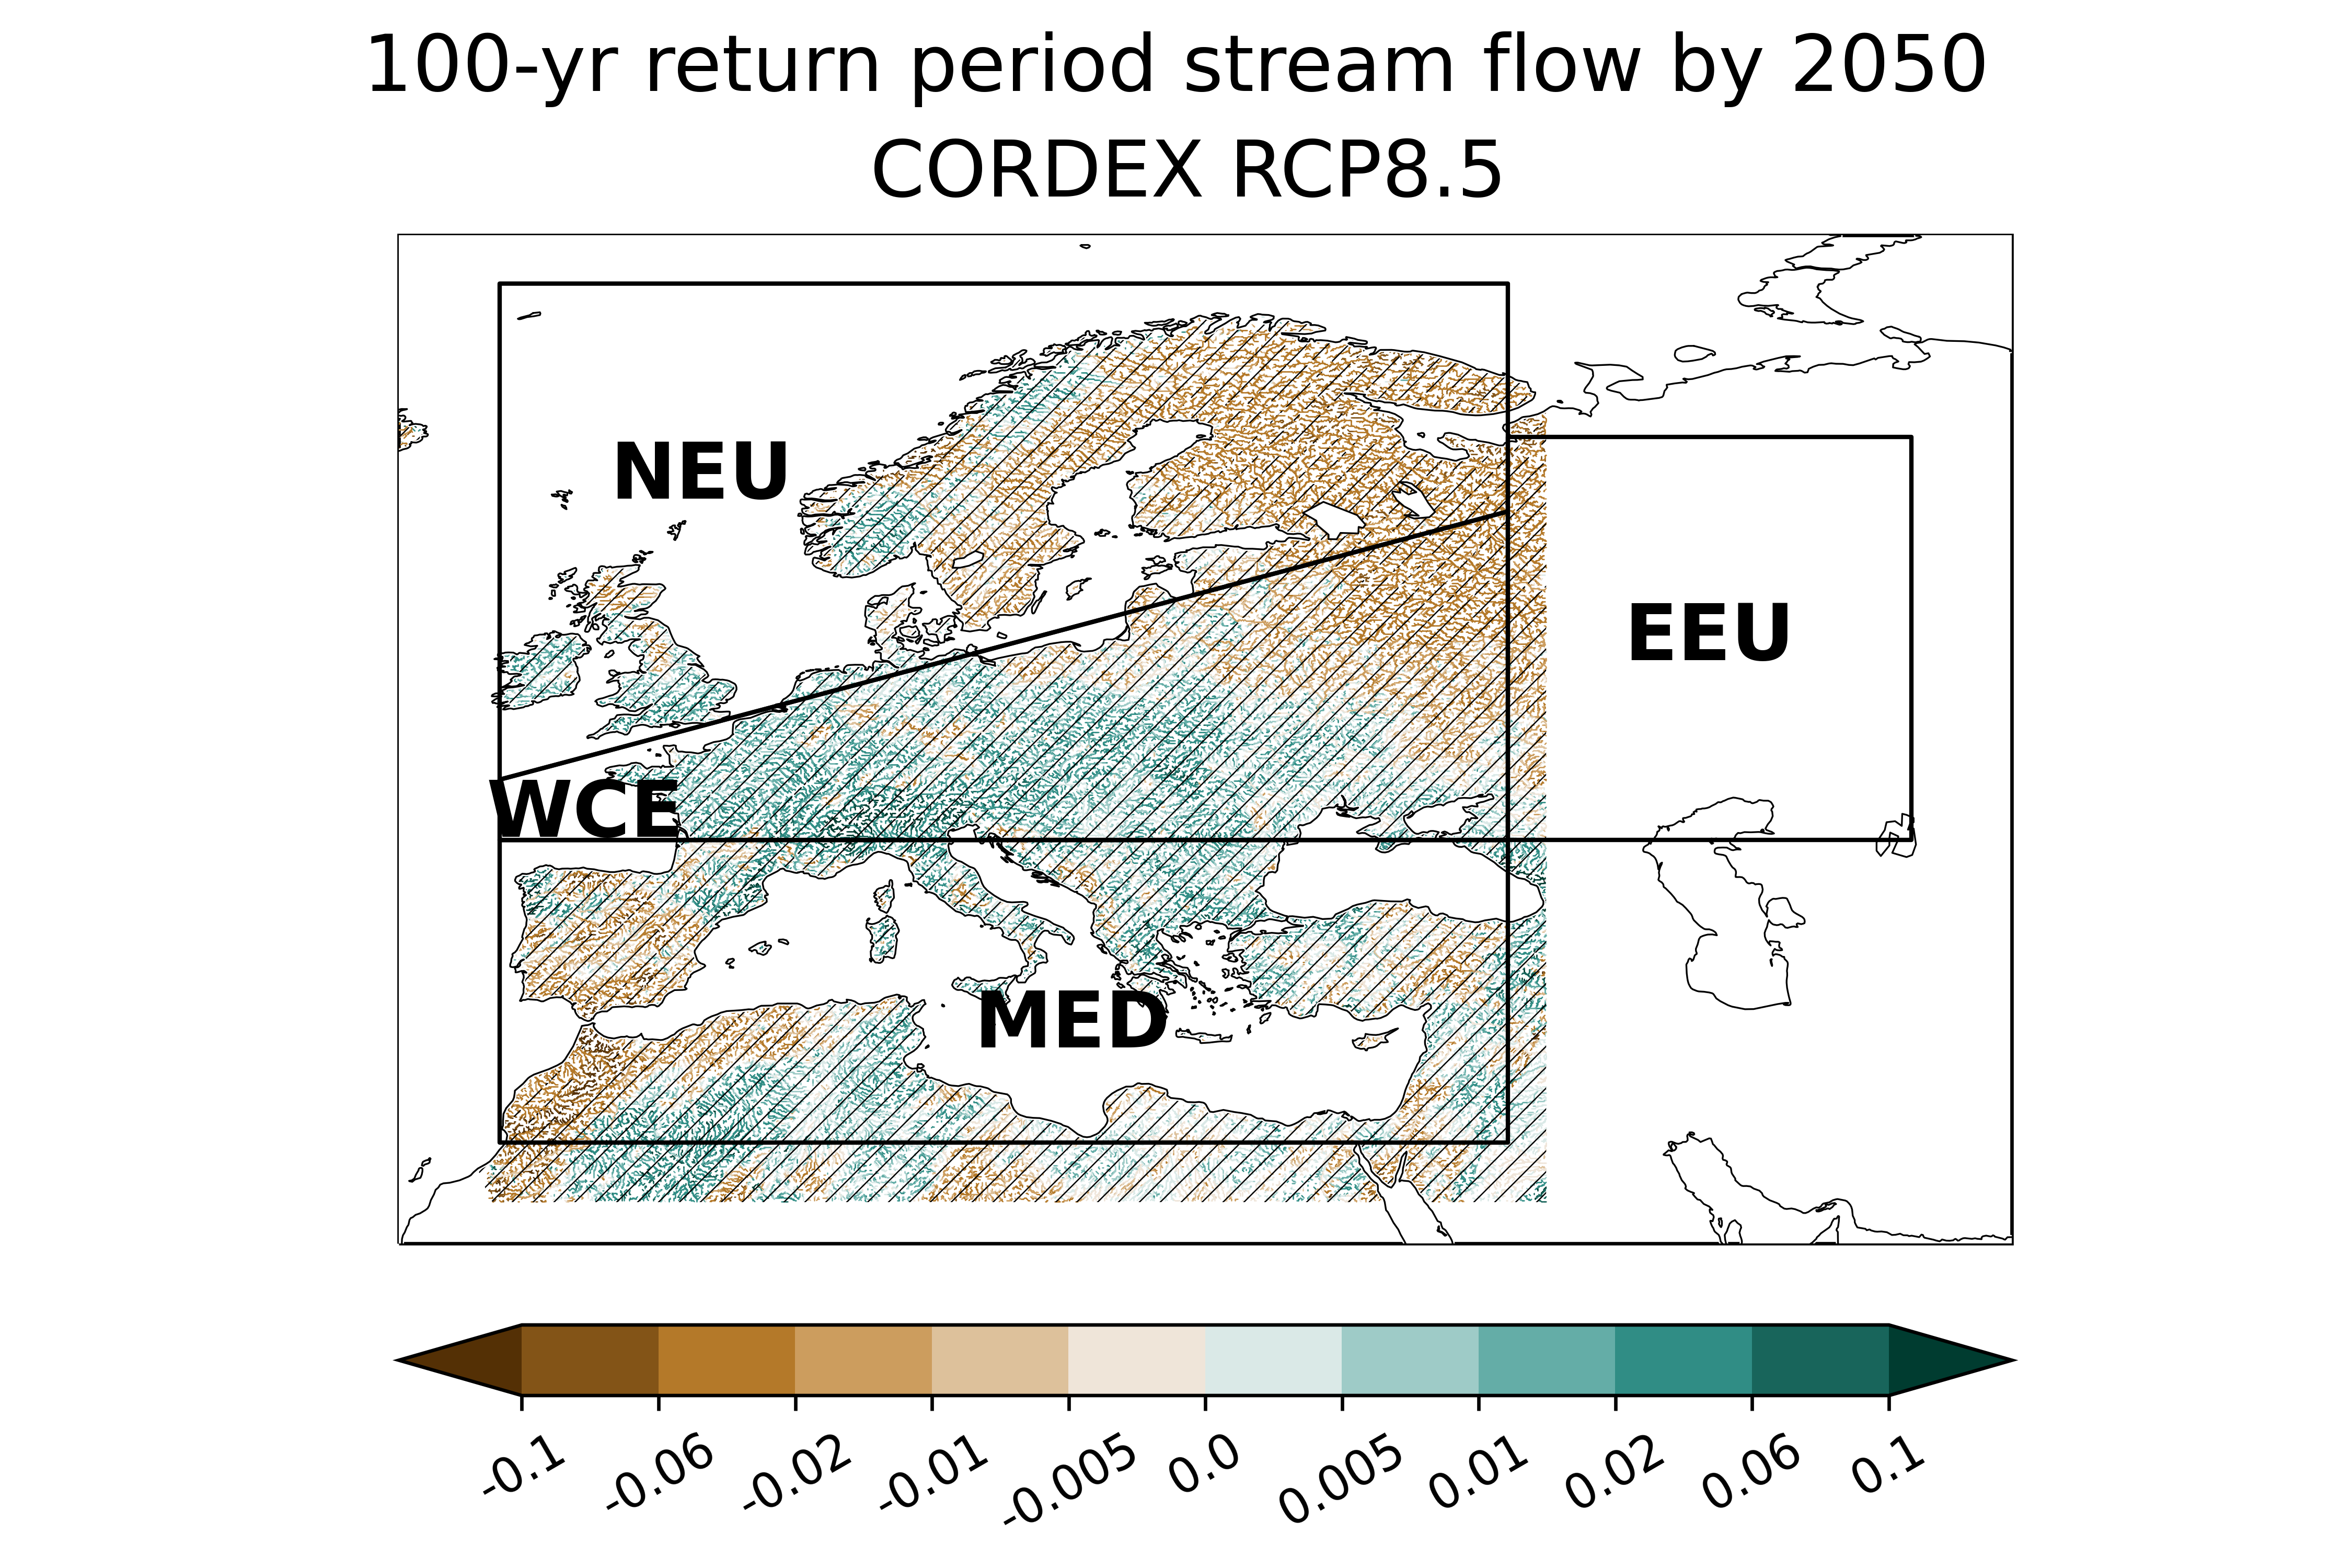 100-yr return period stream flow by 2050
CORDEX RCP8.5
NEU
EEU
WCE
MED
-0.1
-0.06
-0.02
-0.01
-0.005
0.0
0.005
0.01
0.02
0.06
0.1